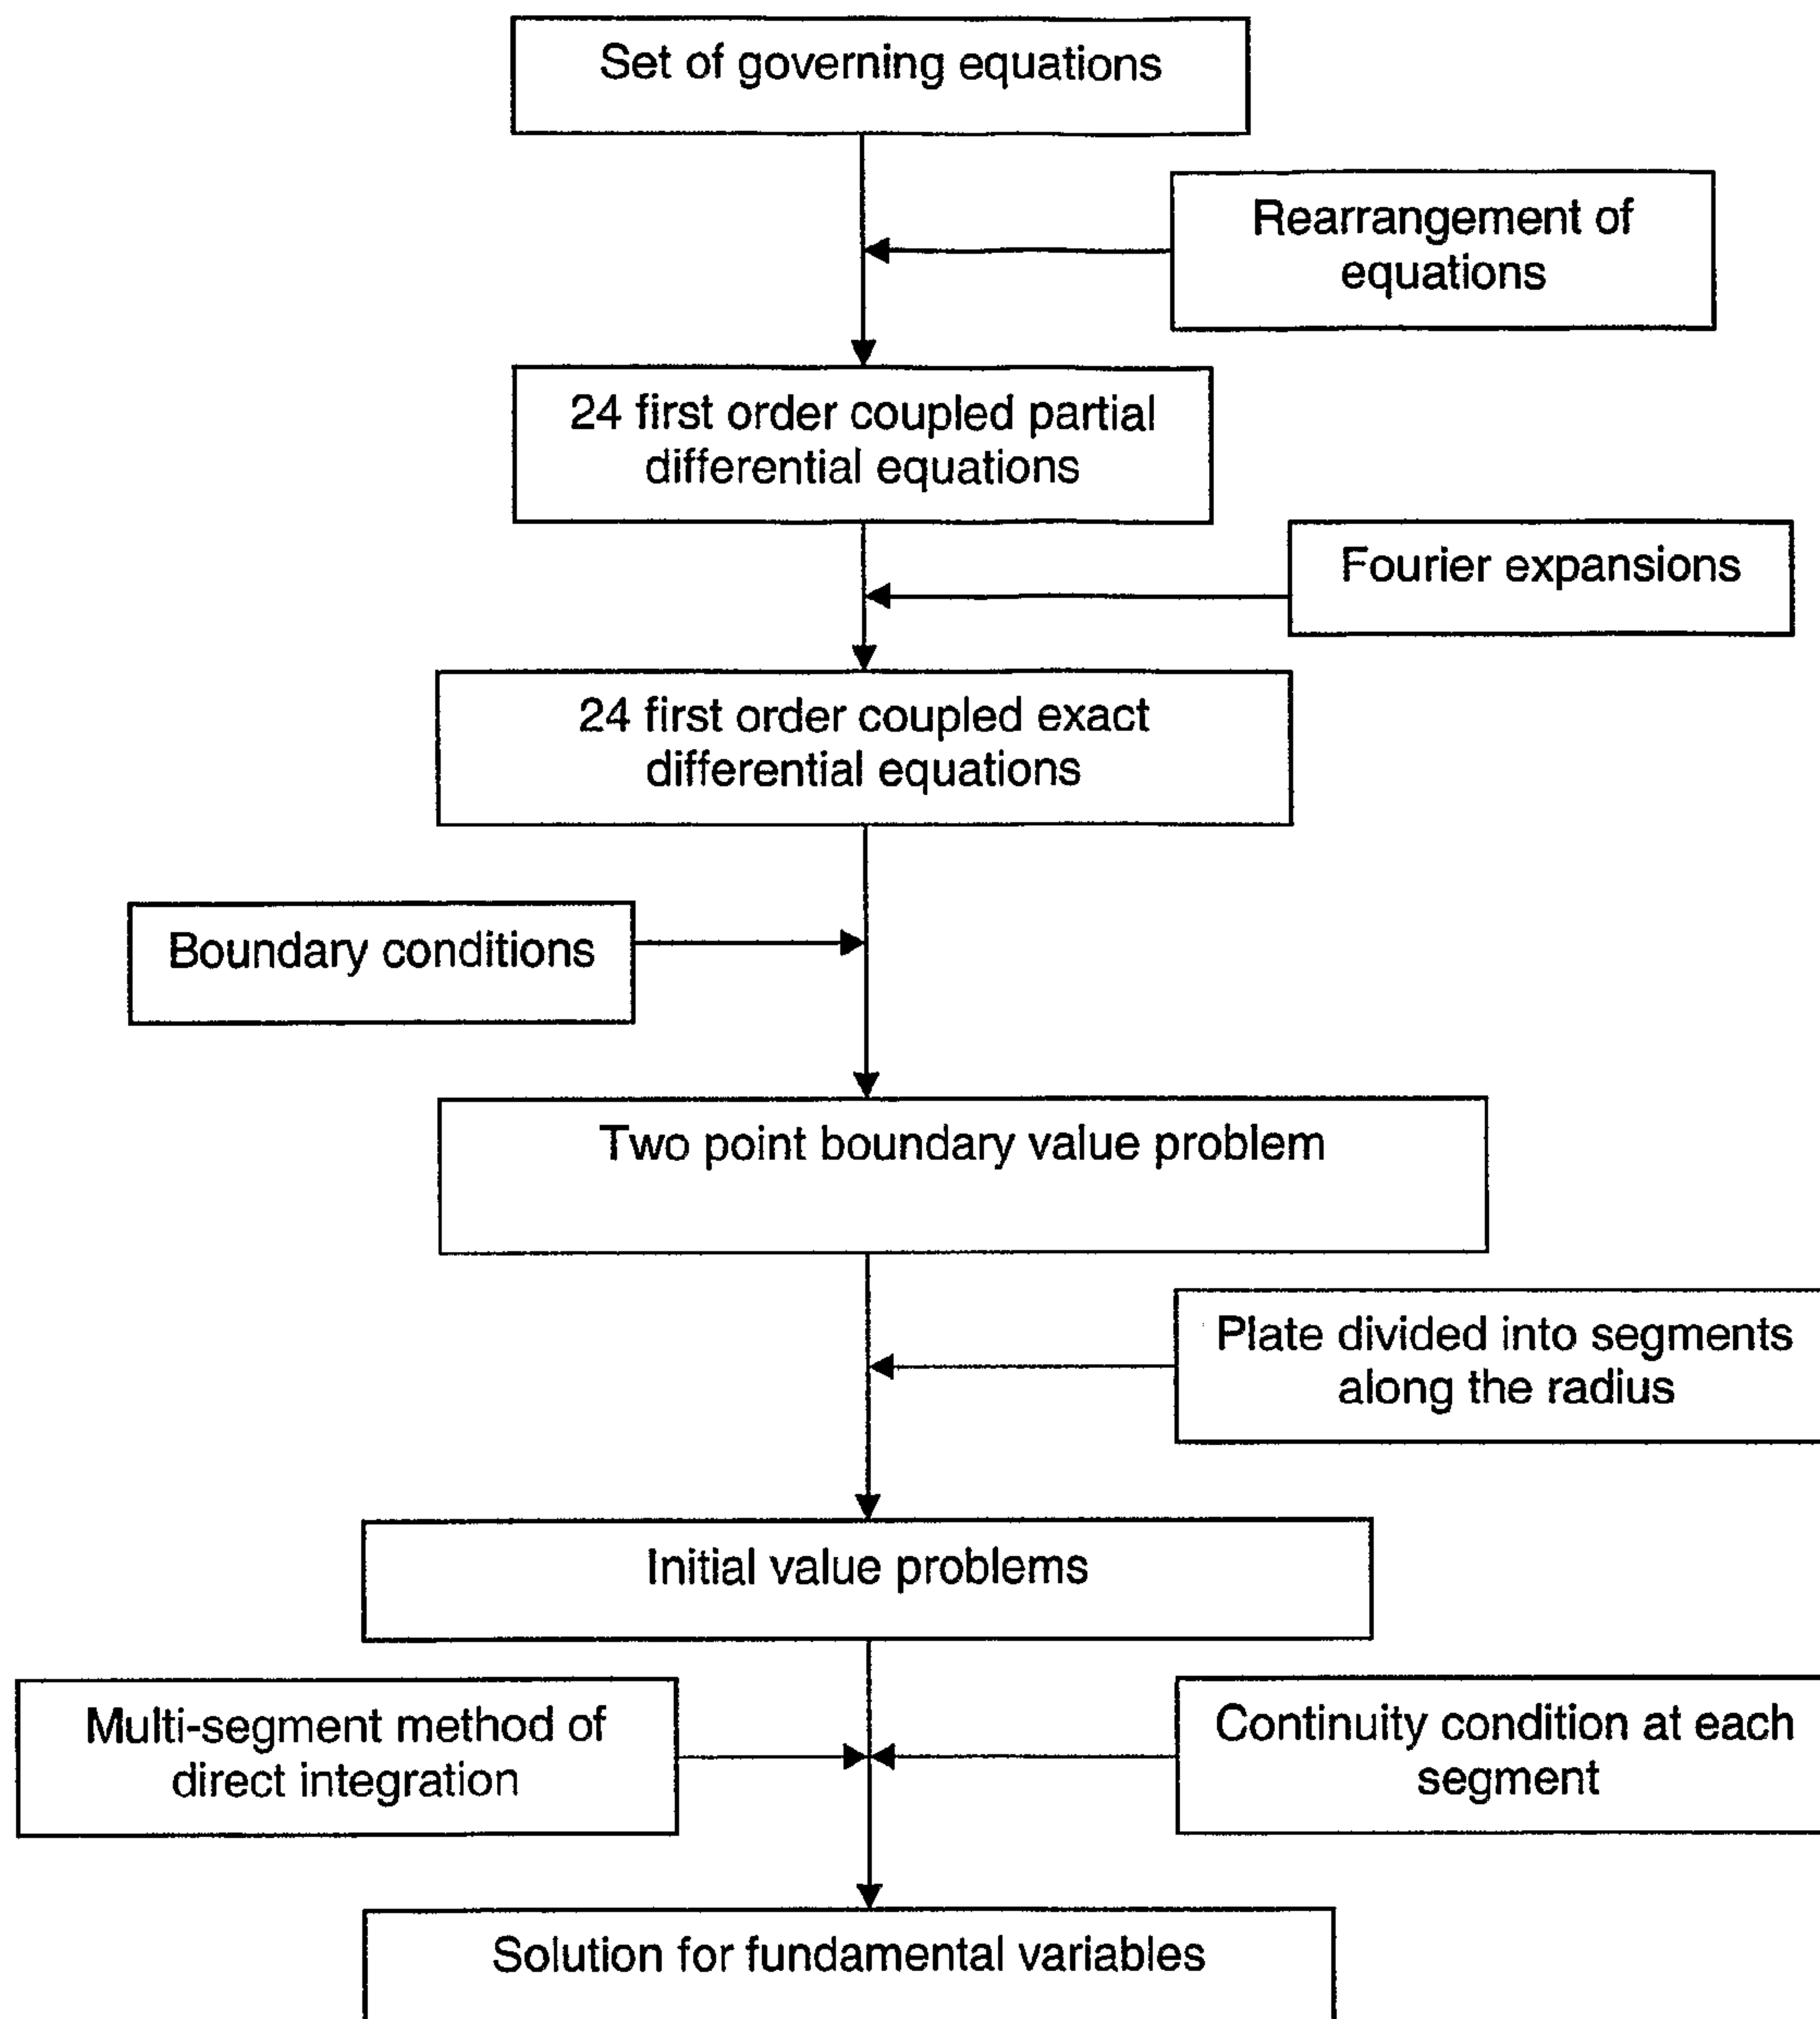 Set of governing equations
Rearrangement of
equations
24 first order coupled partial
differential equations
Fourier expansions
24 first order coupled exact
differential equations
Boundary conditions
Two point boundary value problem
Plate divided into segments
along the radius
Initial value problems
Multi-segment method of
direct integration
Continuity condition at each
segment
Solution for fundamental variables